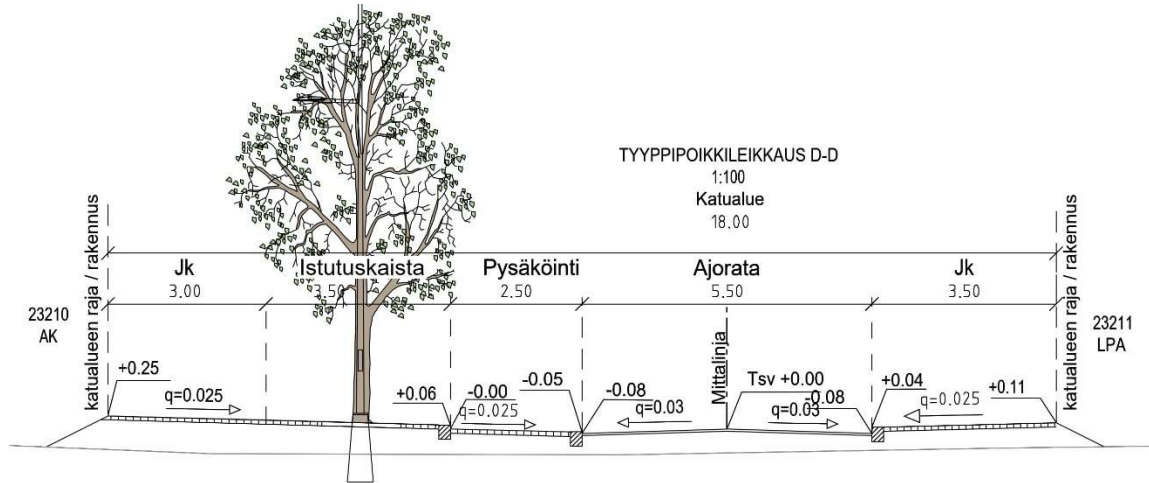 TYYPPIPOIKKILEIKKAUS D-D
1:100
Katualue
18.00
katualueen raja / rakennus
Jk
Istutuskaista
Pysäköinti
Ajorata
Jk
katualueen raja / rakennus
3.00
3.50
2.50
5.50
3.50
23210
AK
23211
LPA
Mittalinja
+0.25
+0.06
-0.00
-0.05
-0.08
Tsv +0.00
-0.08
+0.04
+0.11
q=0.025
q=0.025
q=0.03
q=0.03
q=0.025